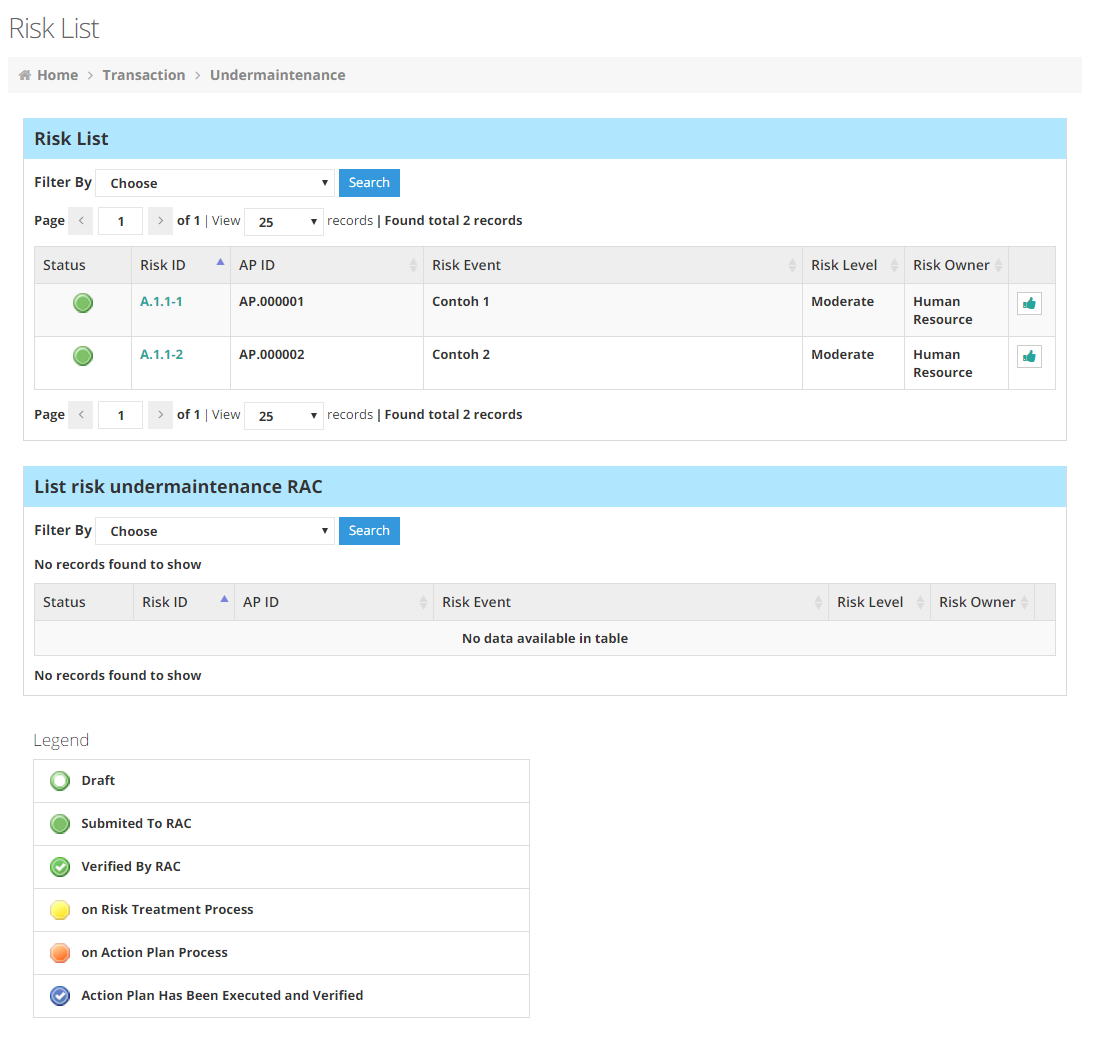 Risk List
Home > Transaction > Undermaintenance
Risk List
Filter By Choose Search
Page < 1 > of 1 | View 25 records | Found total 2 records
Status Risk ID AP ID Risk Event Risk Level Risk Owner
A.1.1-1 AP.000001 Contoh 1 Moderate Human
Resource
A.1.1-2 AP.000002 Contoh 2 Moderate Human
Resource
Page < 1 > of 1 | View 25 records | Found total 2 records
List risk undermaintenance RAC
Filter By Choose Search
No records found to show
Status Risk ID AP ID Risk Event Risk Level Risk Owner
No data available in table
No records found to show
Legend
Draft
Submited To RAC
Verified By RAC
on Risk Treatment Process
on Action Plan Process
Action Plan Has Been Executed and Verified